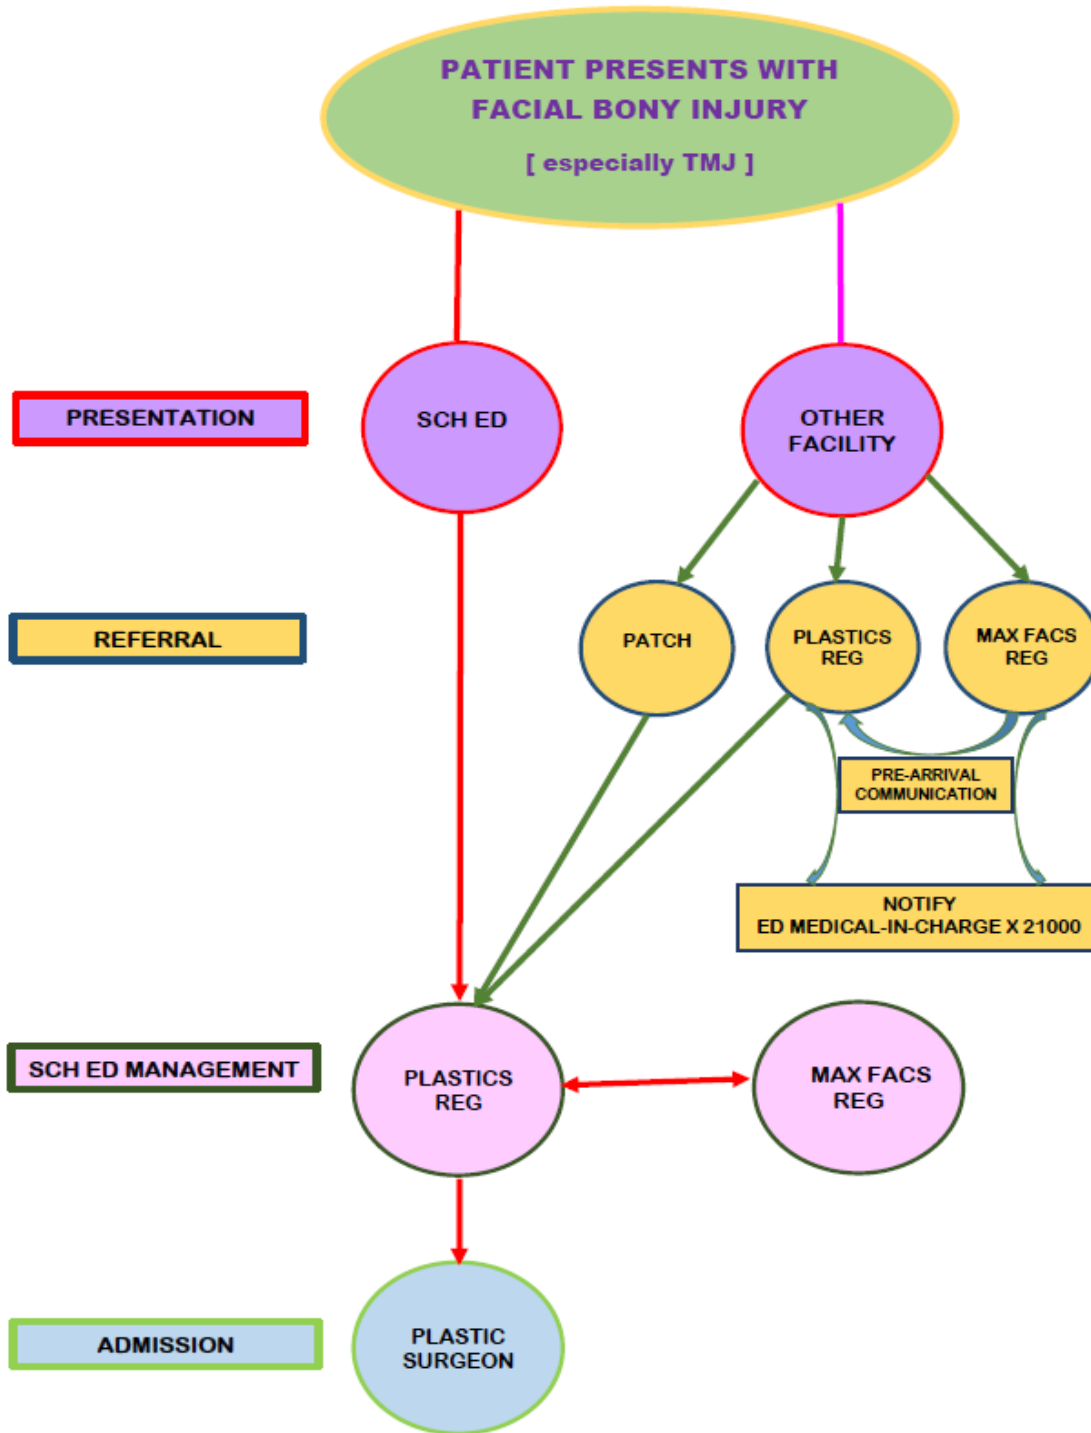 PATIENT PRESENTS WITH
FACIAL BONY INJURY
[ especially TMJ ]
PRESENTATION
SCH ED
OTHER
FACILITY
REFERRAL
PATCH
PLASTICS
REG
MAX FACS
REG
PRE-ARRIVAL
COMMUNICATION
NOTIFY
ED MEDICAL-IN-CHARGE X 21000
SCH ED MANAGEMENT
PLASTICS
REG
MAX FACS
REG
ADMISSION
PLASTIC
SURGEON